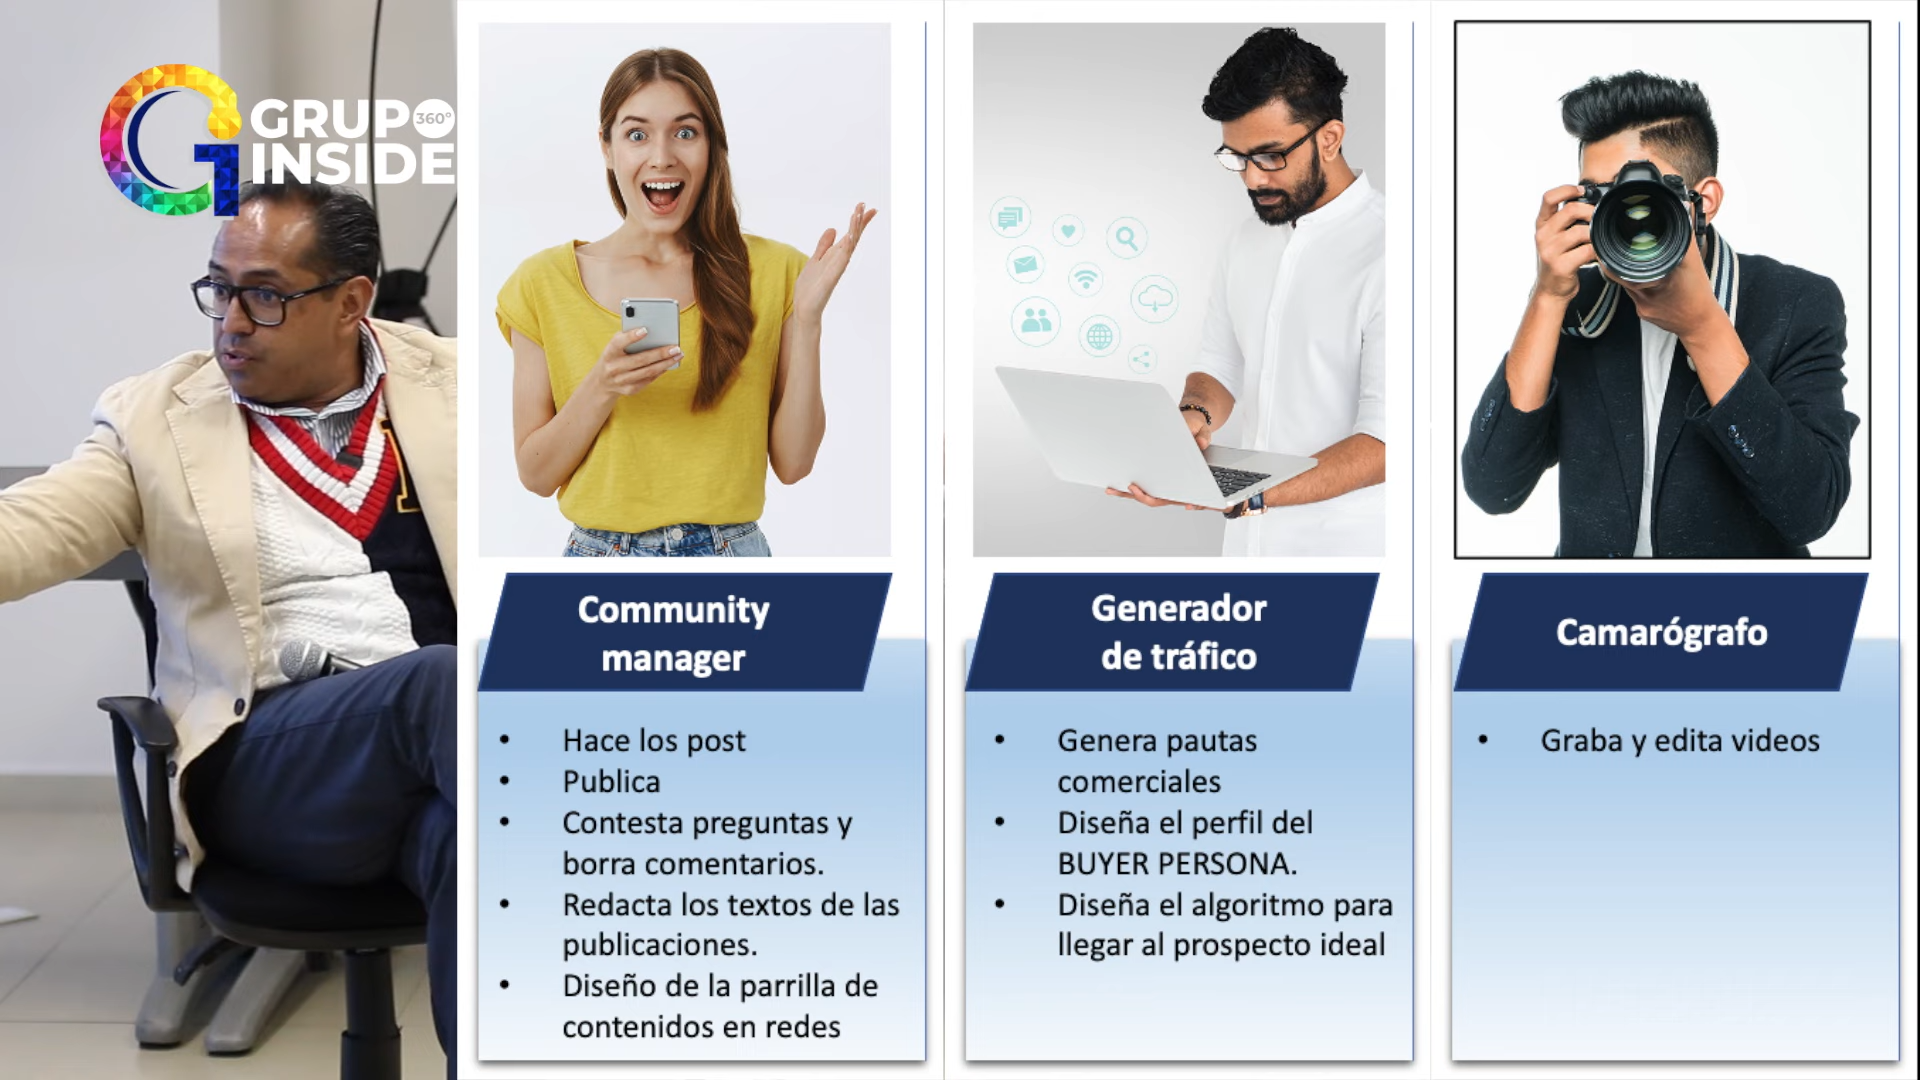 GRUPO 360°
INSIDE
Community
manager
• Hace los post
• Publica
• Contesta preguntas y
borra comentarios.
• Redacta los textos de las
publicaciones.
• Diseño de la parrilla de
contenidos en redes
Generador
de tráfico
• Genera pautas
comerciales
• Diseña el perfil del
BUYER PERSONA.
• Diseña el algoritmo para
llegar al prospecto ideal
Camarógrafo
• Graba y edita videos